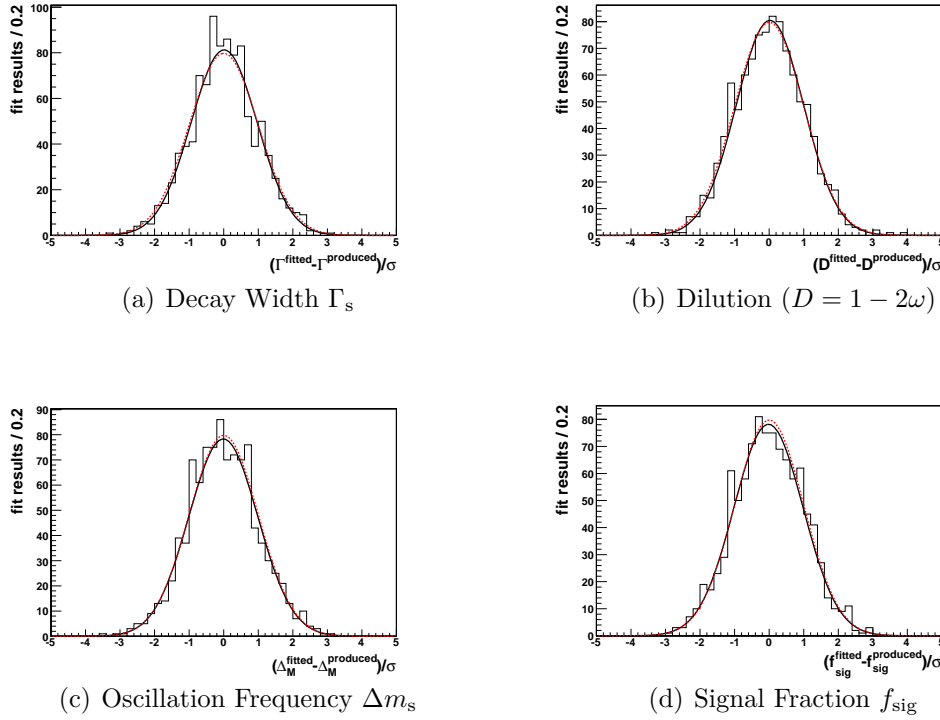 fit results / 0.2
100
80
60
40
20
0
-5 -4 -3 -2 -1 0 1 2 3 4 5
(Γ^fitted-Γ^produced)/σ
(a) Decay Width Γ_s
fit results / 0.2
80
70
60
50
40
30
20
10
0
-5 -4 -3 -2 -1 0 1 2 3 4 5
(D^fitted-D^produced)/σ
(b) Dilution (D = 1 − 2ω)
fit results / 0.2
90
80
70
60
50
40
30
20
10
0
-5 -4 -3 -2 -1 0 1 2 3 4 5
(Δ_M^fitted-Δ_M^produced)/σ
(c) Oscillation Frequency Δm_s
fit results / 0.2
80
70
60
50
40
30
20
10
0
-5 -4 -3 -2 -1 0 1 2 3 4 5
(f_sig^fitted-f_sig^produced)/σ
(d) Signal Fraction f_sig